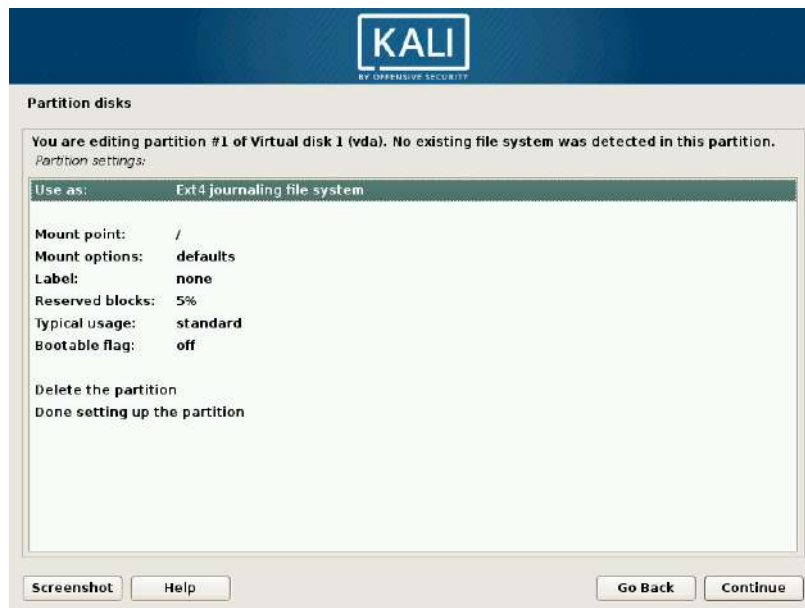 KALI
BY OFFENSIVE SECURITY
Partition disks
You are editing partition #1 of Virtual disk 1 (vda). No existing file system was detected in this partition.
Partition settings:
Use as: Ext4 journaling file system
Mount point: /
Mount options: defaults
Label: none
Reserved blocks: 5%
Typical usage: standard
Bootable flag: off
Delete the partition
Done setting up the partition
Screenshot Help Go Back Continue